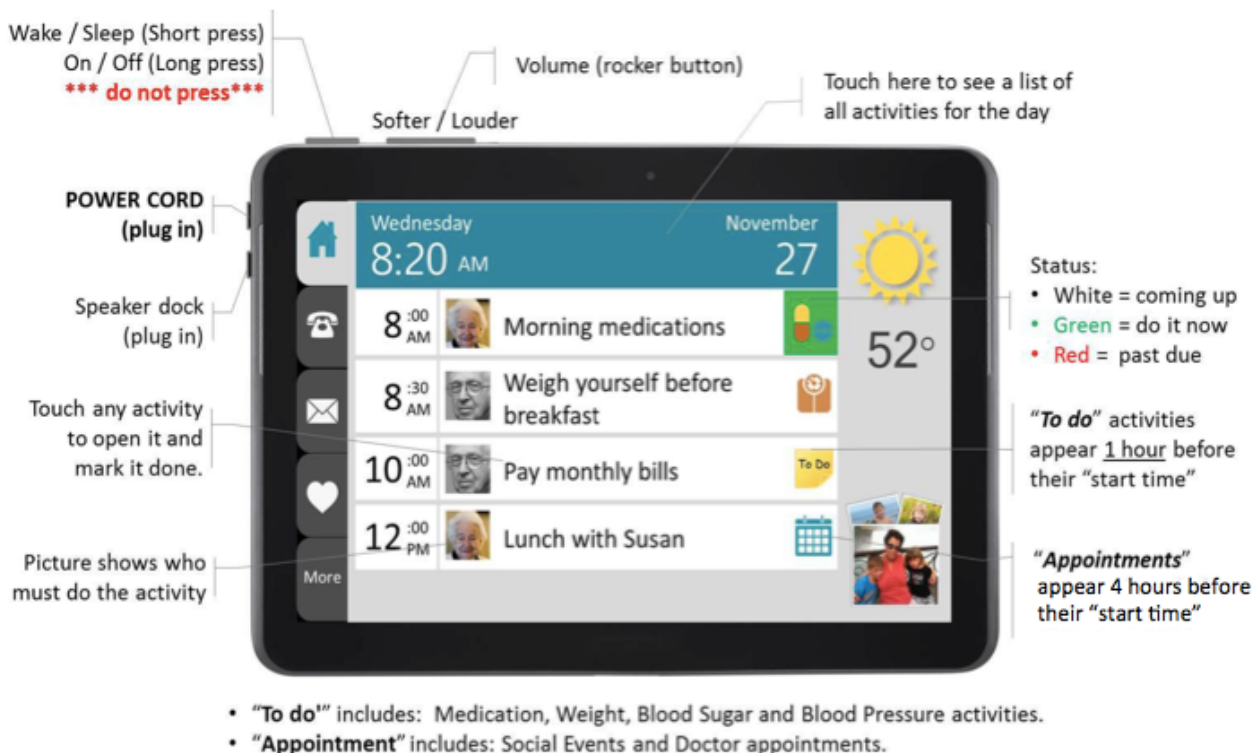 Wake / Sleep (Short press)
On / Off (Long press)
*** do not press***
Volume (rocker button)
Softer / Louder
Touch here to see a list of
all activities for the day
POWER CORD
(plug in)
Speaker dock
(plug in)
Touch any activity
to open it and
mark it done.
Picture shows who
must do the activity
Wednesday
November
8:20 AM
27
8 :00 AM Morning medications
8 :30 AM Weigh yourself before
breakfast
10 :00 AM Pay monthly bills
To Do
12 :00 PM Lunch with Susan
More
52°
Status:
• White = coming up
• Green = do it now
• Red = past due
“To do” activities
appear 1 hour before
their “start time”
“Appointments”
appear 4 hours before
their “start time”
• “To do'” includes: Medication, Weight, Blood Sugar and Blood Pressure activities.
• “Appointment” includes: Social Events and Doctor appointments.